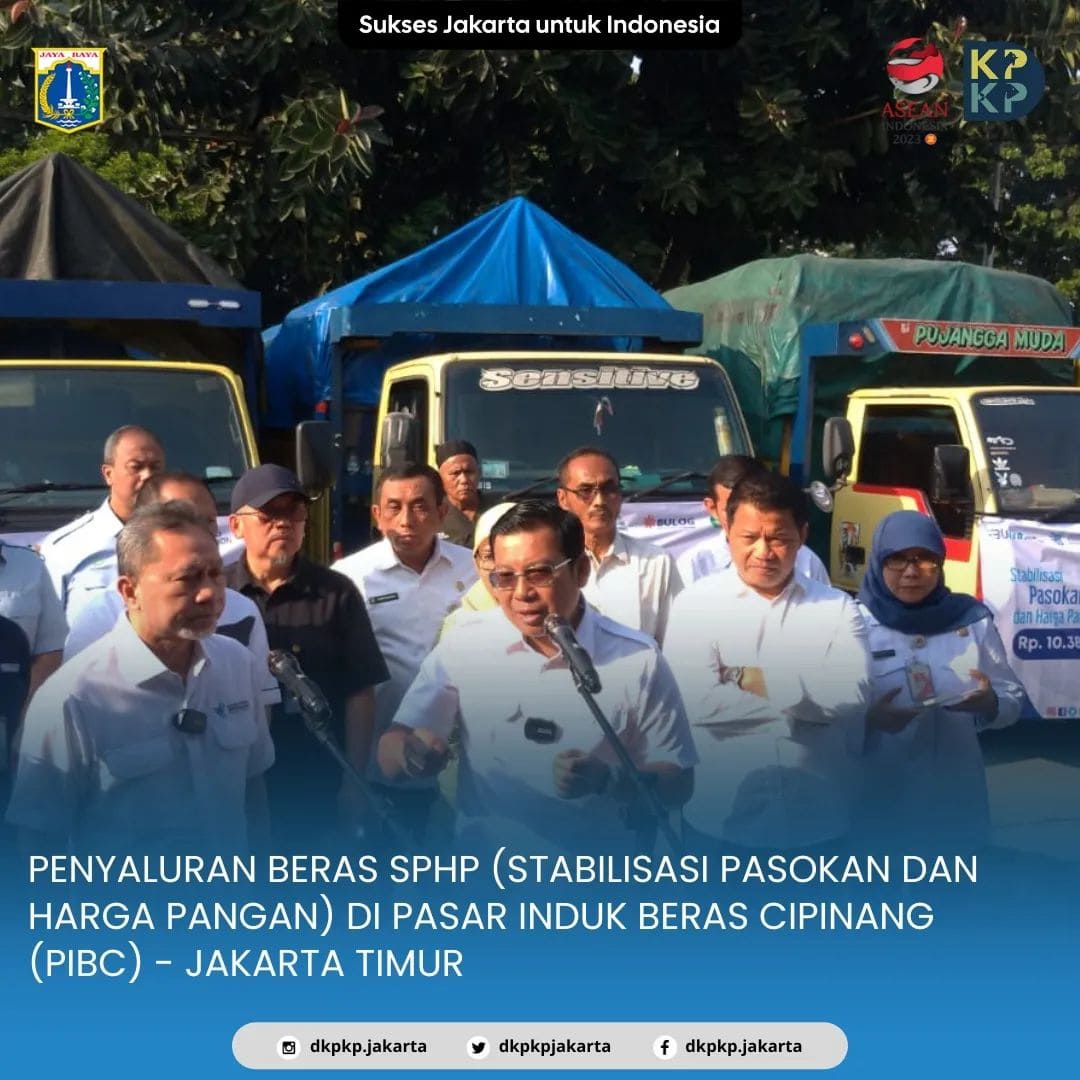 Sukses Jakarta untuk Indonesia
JAYA RAYA
ASEAN
INDONESIA
2023
KP
KP
PUJANGGA MUDA
Sensitive
BULOG
Stabilisasi
Pasoka
dan Harga Pa
Rp. 10.38
PENYALURAN BERAS SPHP (STABILISASI PASOKAN DAN
HARGA PANGAN) DI PASAR INDUK BERAS CIPINANG
(PIBC) - JAKARTA TIMUR
dkpkp.jakarta
dkpkpjakarta
dkpkp.jakarta